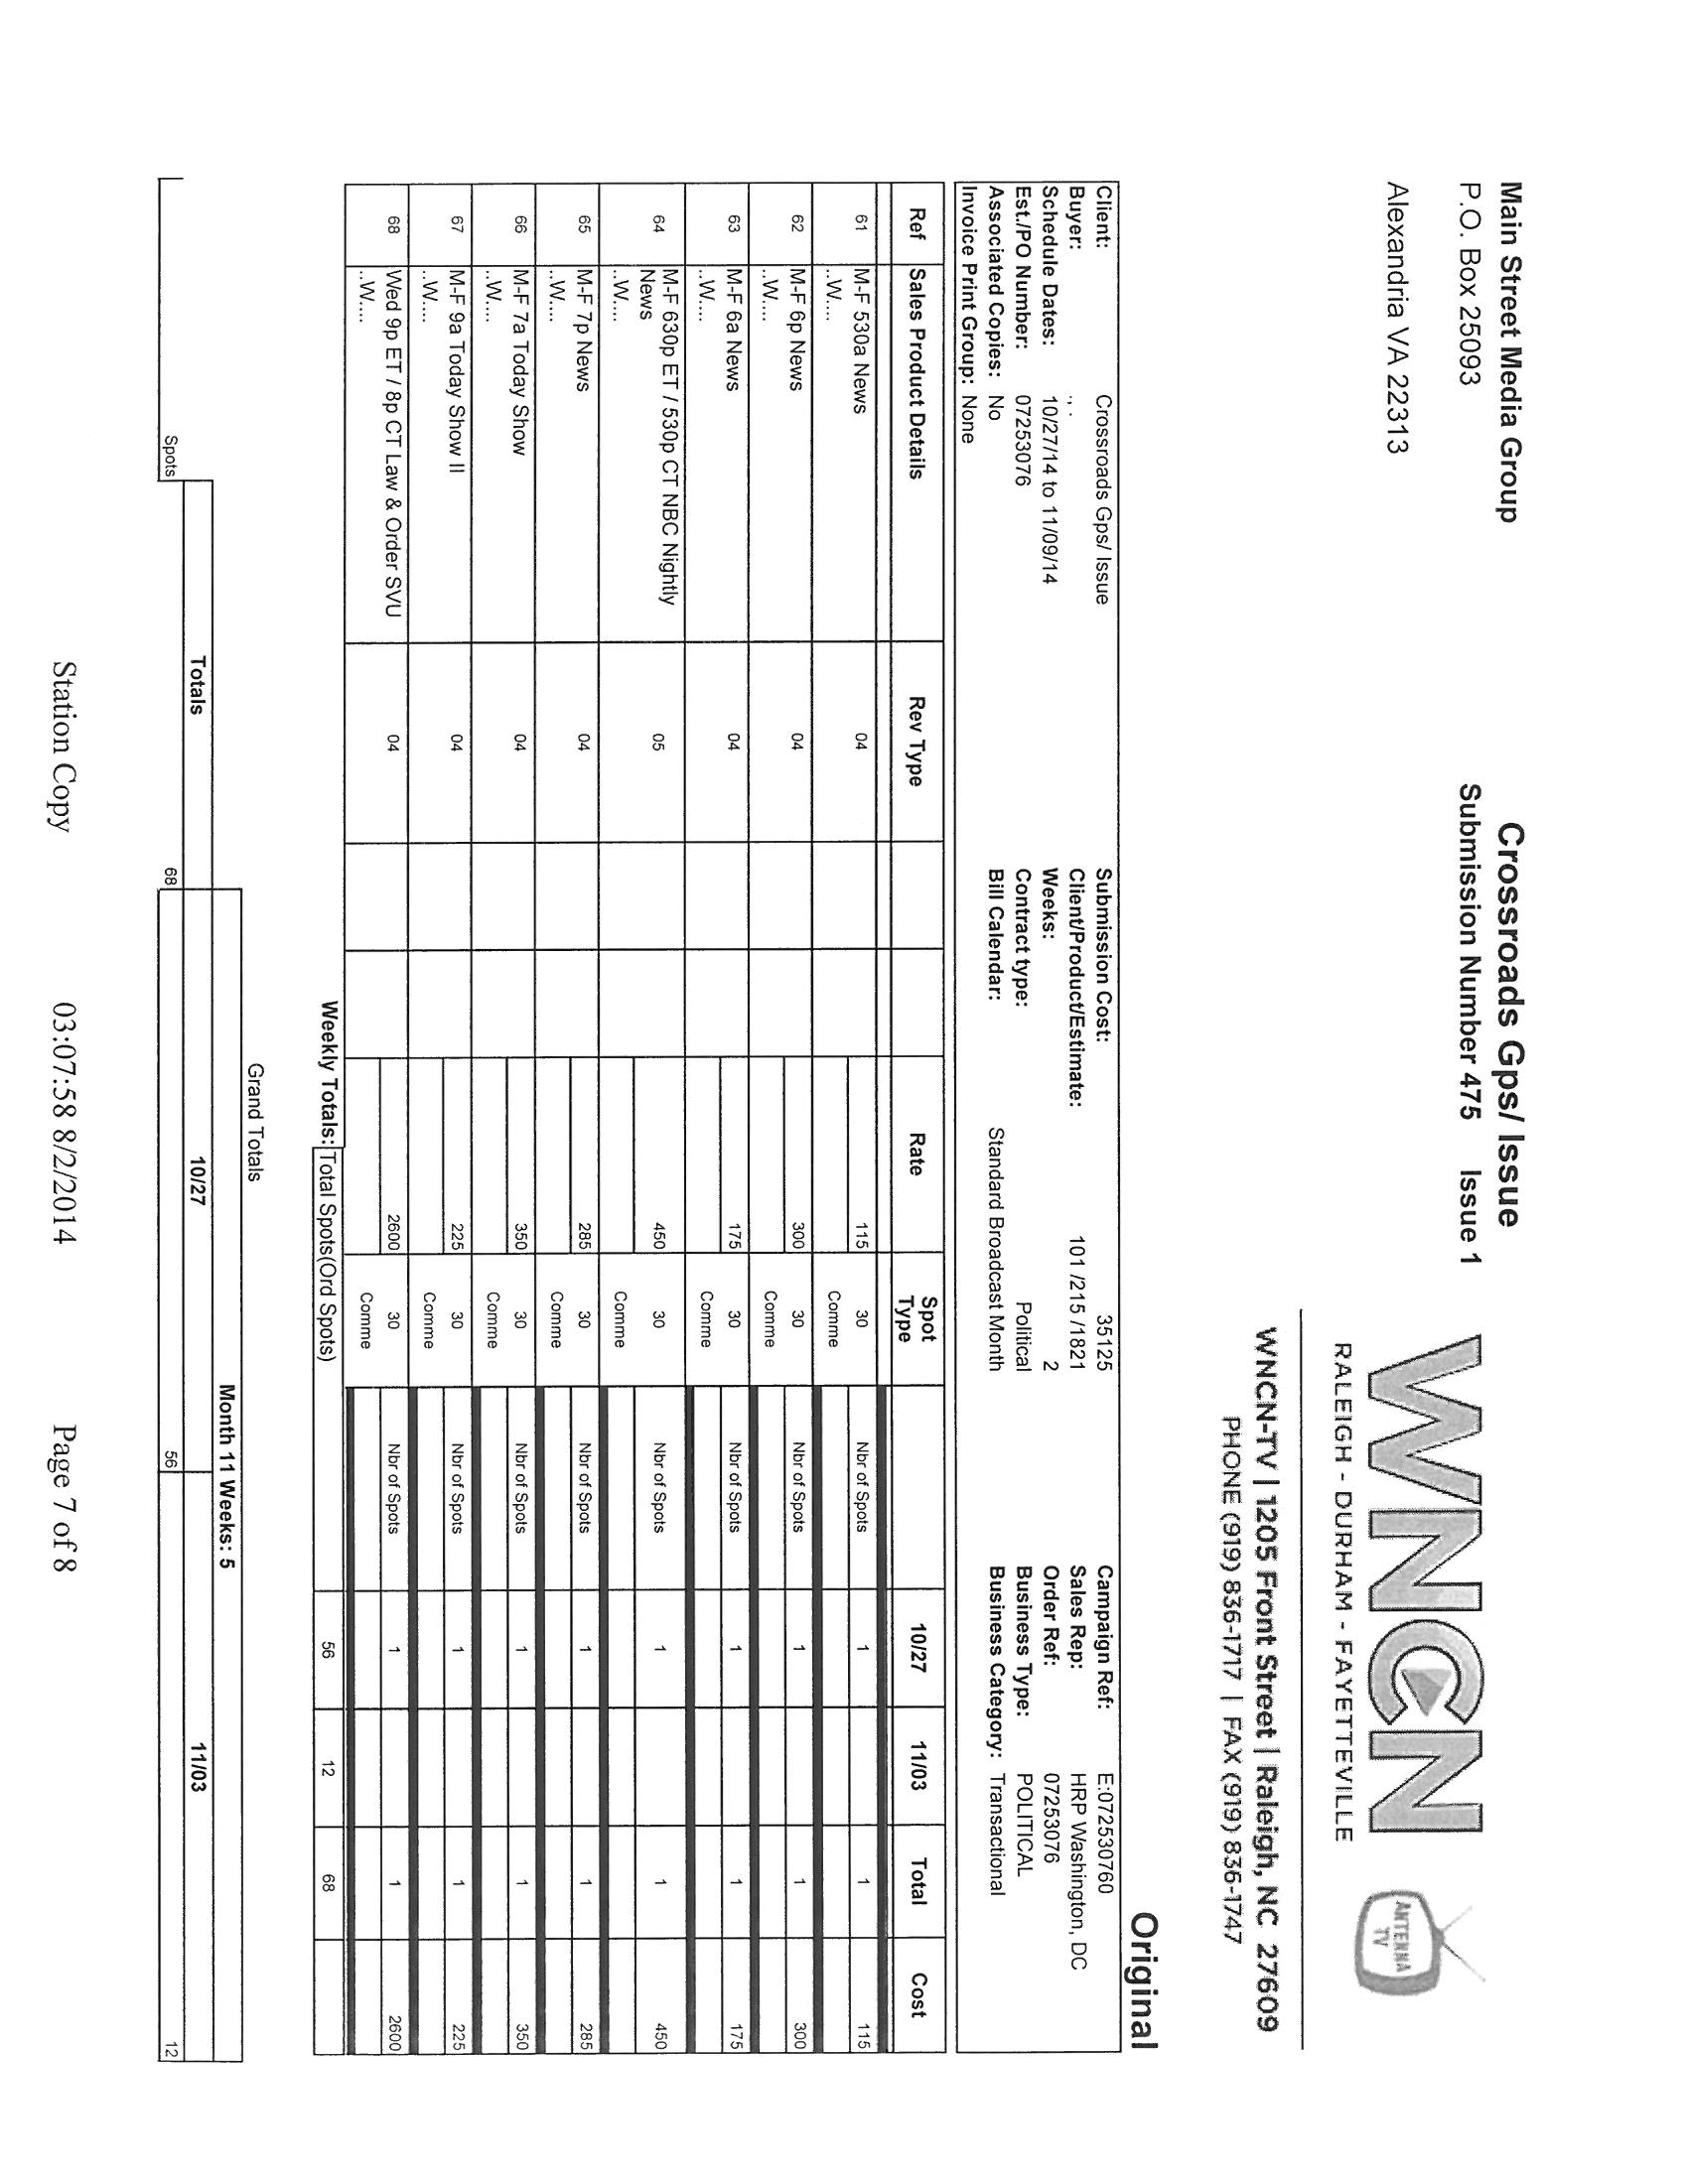 Main Street Media Group
P.O. Box 25093
Alexandria VA 22313
Crossroads Gps/ Issue
Submission Number 475 Issue 1
WNCN
RALEIGH - DURHAM - FAYETTEVILLE
ANTENNA TV
WNCN-TV | 1205 Front Street | Raleigh, NC 27609
PHONE (919) 836-1717 | FAX (919) 836-1747
Original
Client: Crossroads Gps/ Issue Submission Cost: 35125 Campaign Ref: E:072530760
Buyer: , . Client/Product/Estimate: 101 /215 /1821 Sales Rep: HRP Washington, DC
Schedule Dates: 10/27/14 to 11/09/14 Weeks: 2 Order Ref: 07253076
Est./PO Number: 07253076 Contract type: Political Business Type: POLITICAL
Associated Copies: No Bill Calendar: Standard Broadcast Month Business Category: Transactional
Invoice Print Group: None
Ref Sales Product Details Rev Type Rate Spot Type 10/27 11/03 Total Cost
61 M-F 530a News 04 115 30 Nbr of Spots 1 1 115
..W.... Comme
62 M-F 6p News 04 300 30 Nbr of Spots 1 1 300
..W.... Comme
63 M-F 6a News 04 175 30 Nbr of Spots 1 1 175
..W.... Comme
64 M-F 630p ET / 530p CT NBC Nightly 05 450 30 Nbr of Spots 1 1 450
News
..W.... Comme
65 M-F 7p News 04 285 30 Nbr of Spots 1 1 285
..W.... Comme
66 M-F 7a Today Show 04 350 30 Nbr of Spots 1 1 350
..W.... Comme
67 M-F 9a Today Show II 04 225 30 Nbr of Spots 1 1 225
..W.... Comme
68 Wed 9p ET / 8p CT Law & Order SVU 04 2600 30 Nbr of Spots 1 1 2600
..W.... Comme
Weekly Totals: Total Spots(Ord Spots) 56 12 68
Grand Totals
Month 11 Weeks: 5
Totals 10/27 11/03
Spots 68 56 12
Station Copy 03:07:58 8/2/2014 Page 7 of 8